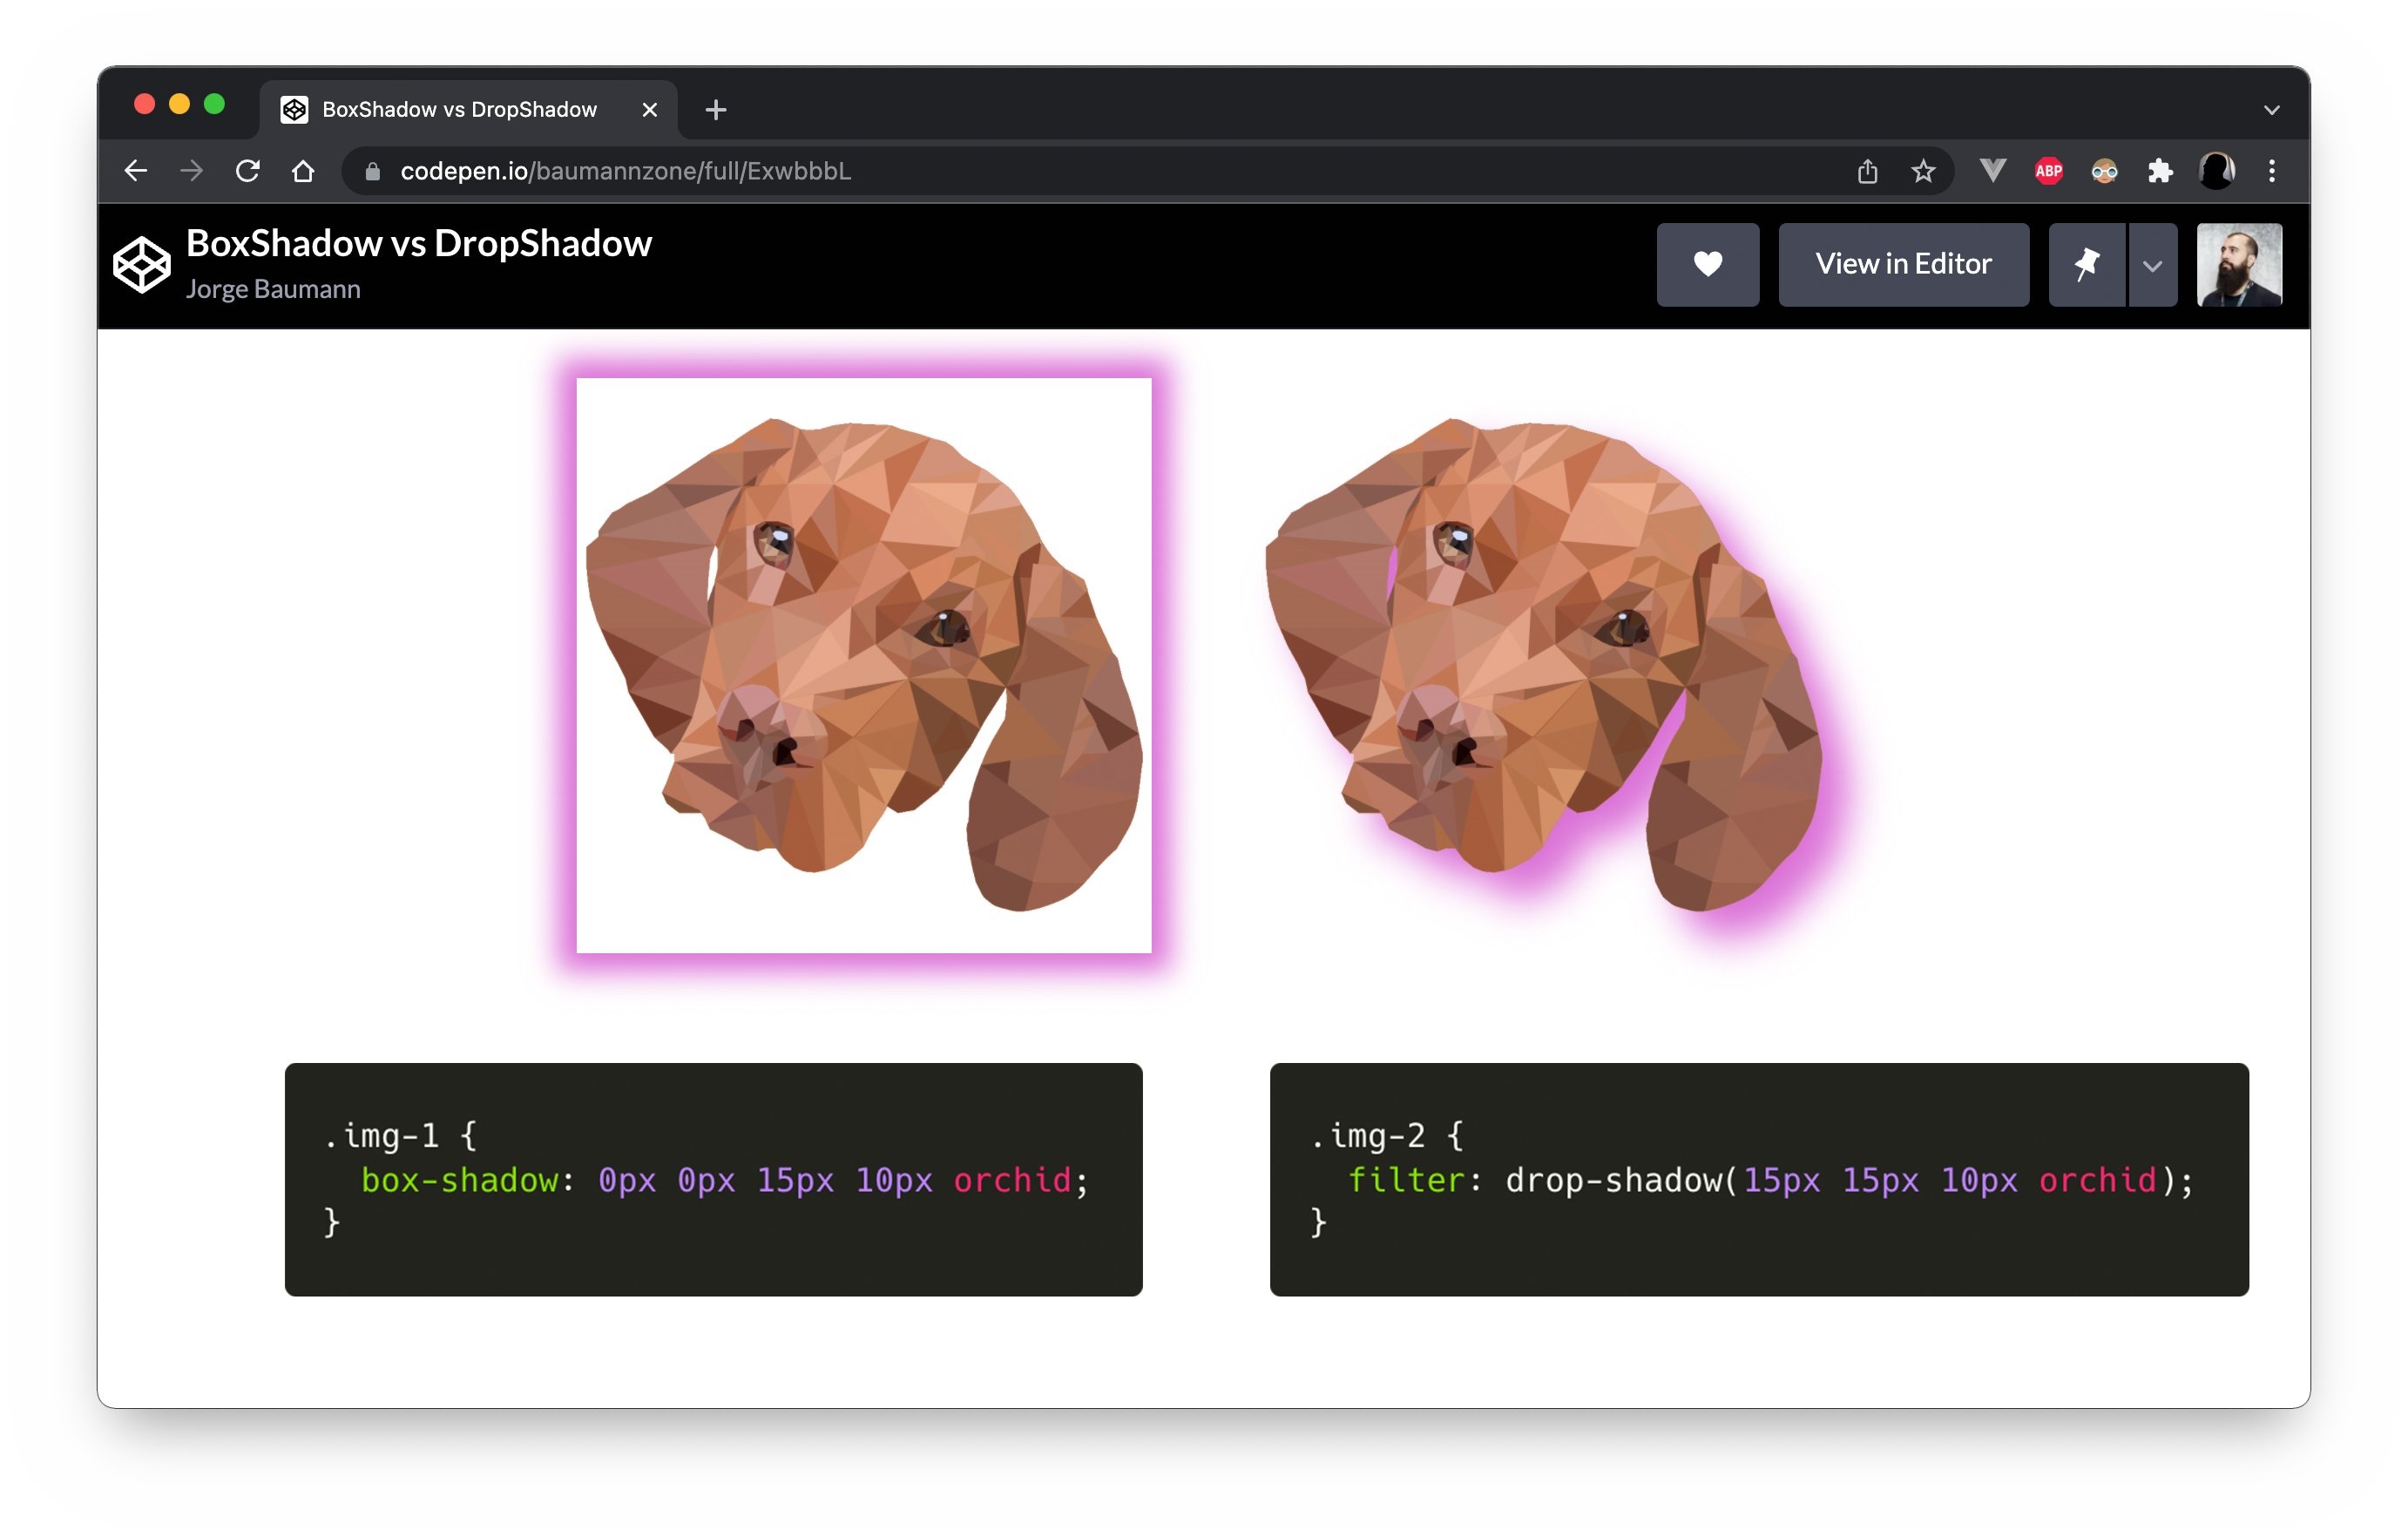 BoxShadow vs DropShadow
codepen.io/baumannzone/full/ExwbbbL
ABP
BoxShadow vs DropShadow
Jorge Baumann
View in Editor
.img-1 {
  box-shadow: 0px 0px 15px 10px orchid;
}
.img-2 {
  filter: drop-shadow(15px 15px 10px orchid);
}